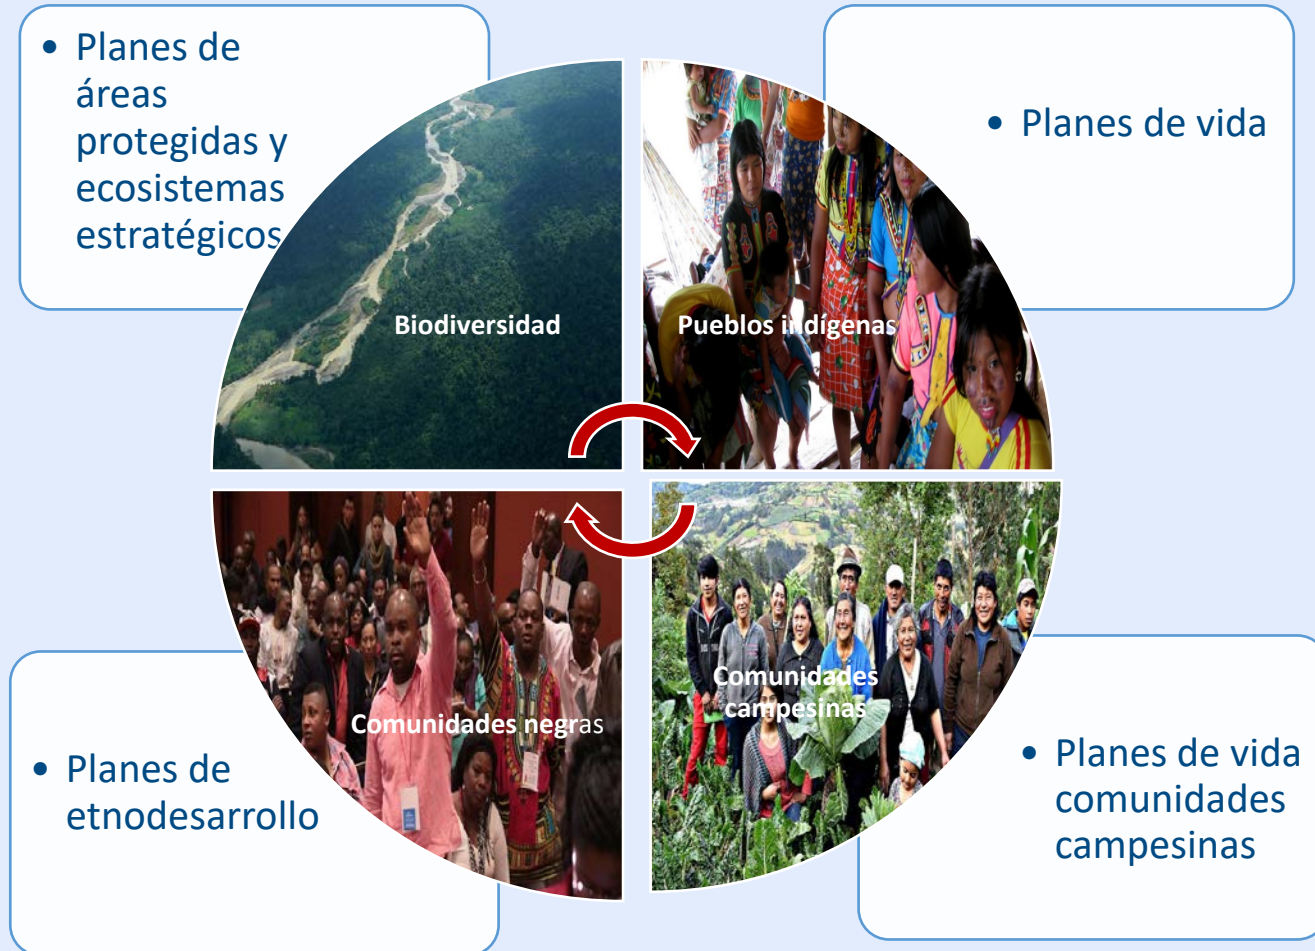 • Planes de
áreas
protegidas y
ecosistemas
estratégicos
Biodiversidad
• Planes de vida
Pueblos indígenas
Comunidades negras
• Planes de
etnodesarrollo
Comunidades
campesinas
• Planes de vida
comunidades
campesinas